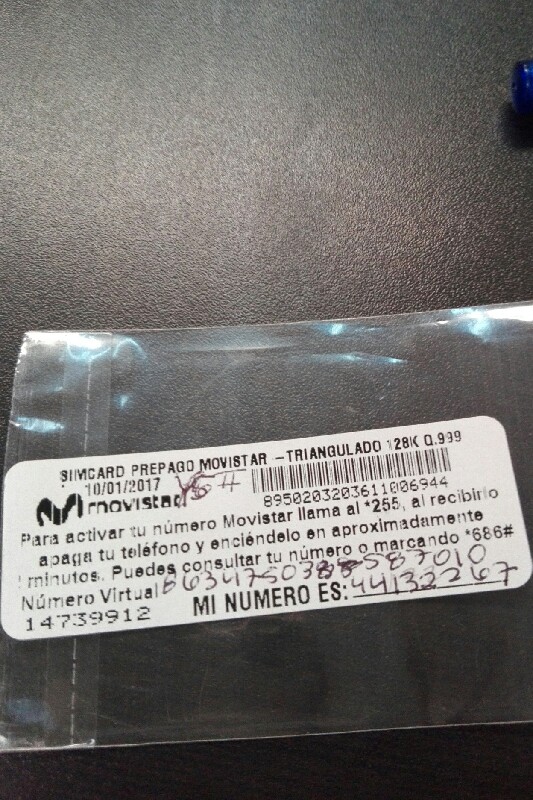 SIMCARD PREPAGO MOVISTAR -TRIANGULADO 128K Q.999
10/01/2017
movistar
8950203203611006944
Para activar tu número Movistar llama al *255, al recibirlo
apaga tu teléfono y enciéndelo en aproximadamente
minutos. Puedes consultar tu número o marcando *686#
Número Virtual
14739912
MI NUMERO ES: 44132267